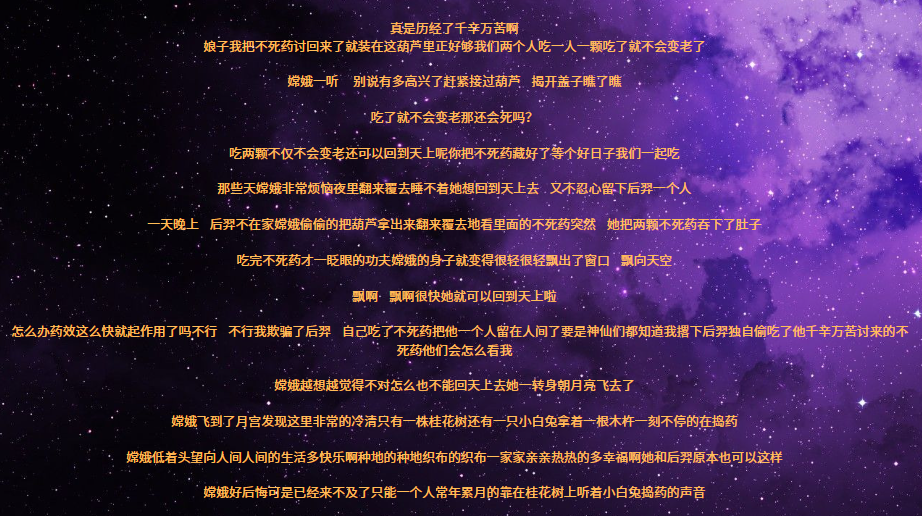 真是历经了千辛万苦啊
娘子我把不死药讨回来了就装在这葫芦里正好够我们两个人吃一人一颗吃了就不会变老了
嫦娥一听 别说有多高兴了赶紧接过葫芦 揭开盖子瞧了瞧
吃了就不会变老那还会死吗?
吃两颗不仅不会变老还可以回到天上呢你把不死药藏好了等个好日子我们一起吃
那些天嫦娥非常烦恼夜里翻来覆去睡不着她想回到天上去 又不忍心留下后羿一个人
一天晚上 后羿不在家嫦娥偷偷的把葫芦拿出来翻来覆去地看里面的不死药突然 她把两颗不死药吞下了肚子
吃完不死药才一眨眼的功夫嫦娥的身子就变得很轻很轻飘出了窗口 飘向天空
飘啊 飘啊很快她就可以回到天上啦
怎么办药效这么快就起作用了吗不行 不行我欺骗了后羿 自己吃了不死药把他一个人留在人间了要是神仙们都知道我撂下后羿独自偷吃了他千辛万苦讨来的不
死药他们会怎么看我
嫦娥越想越觉得不对怎么也不能回天上去她一转身朝月亮飞去了
嫦娥飞到了月宫发现这里非常的冷清只有一株桂花树还有一只小白兔拿着一根木杵一刻不停的在捣药
嫦娥低着头望向人间人间的生活多快乐啊种地的种地织布的织布一家家亲亲热热的多幸福啊她和后羿原本也可以这样
嫦娥好后悔可是已经来不及了只能一个人常年累月的靠在桂花树上听着小白兔捣药的声音